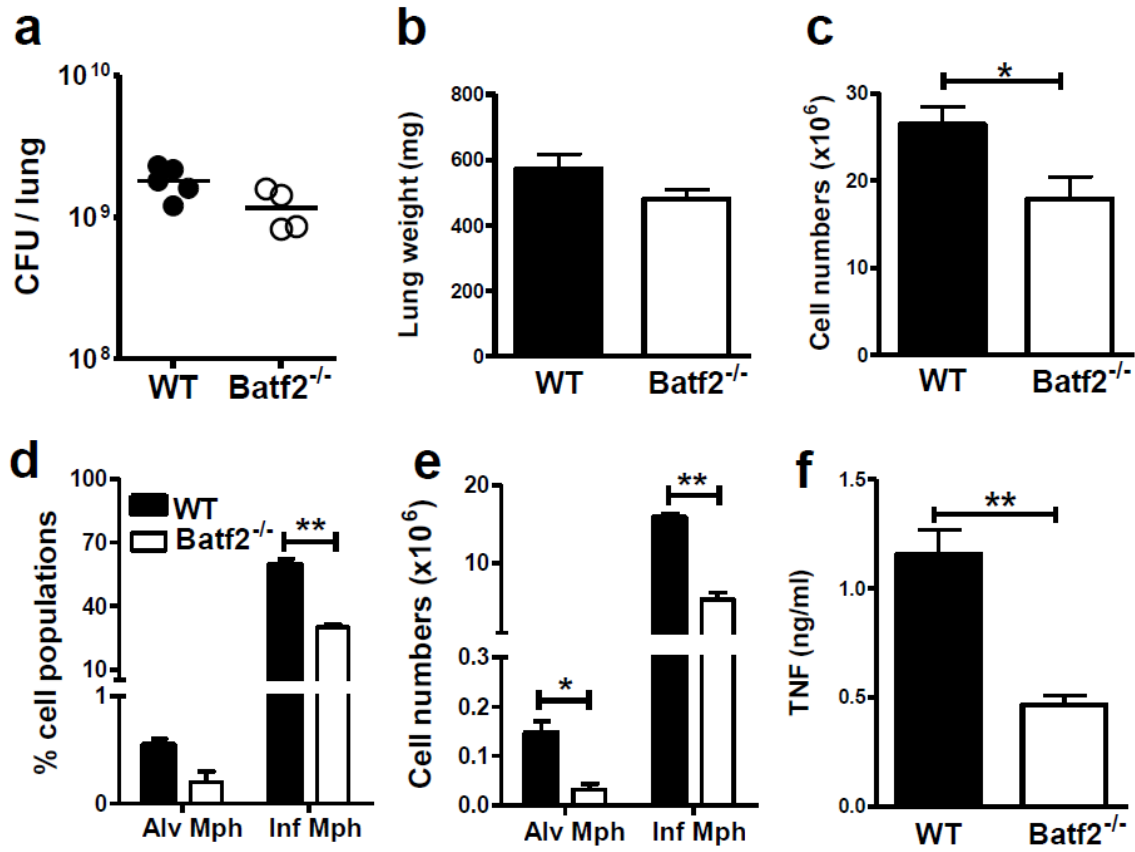 a
10^10
10^9
10^8
CFU / lung
WT Batf2^-/-
b
800
600
400
200
0
Lung weight (mg)
WT Batf2^-/-
c
30
20
10
0
Cell numbers (x10^6)
*
WT Batf2^-/-
d
100
70
40
10
1
0
% cell populations
WT
Batf2^-/-
**
Alv Mph Inf Mph
e
20
10
0.3
0.2
0.1
0.0
Cell numbers (x10^6)
*
**
Alv Mph Inf Mph
f
1.5
1.0
0.5
0.0
TNF (ng/ml)
**
WT Batf2^-/-